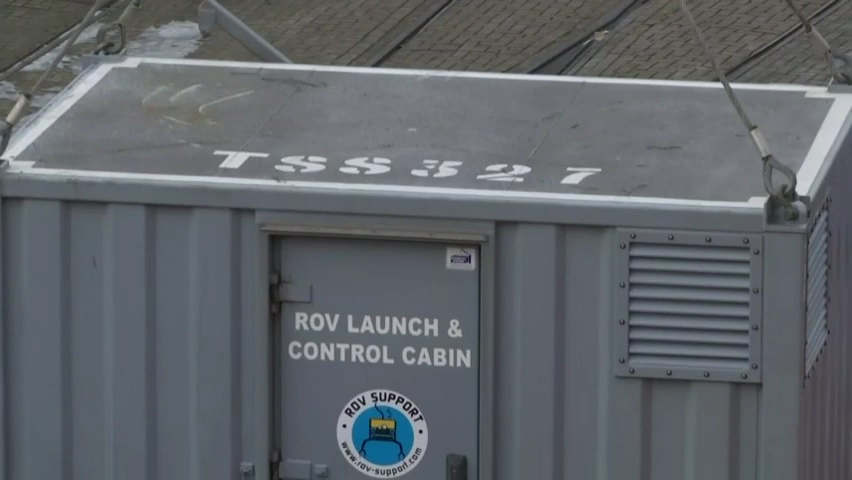 TSS327
ROV LAUNCH &
CONTROL CABIN
ROV SUPPORT
www.rov-support.com